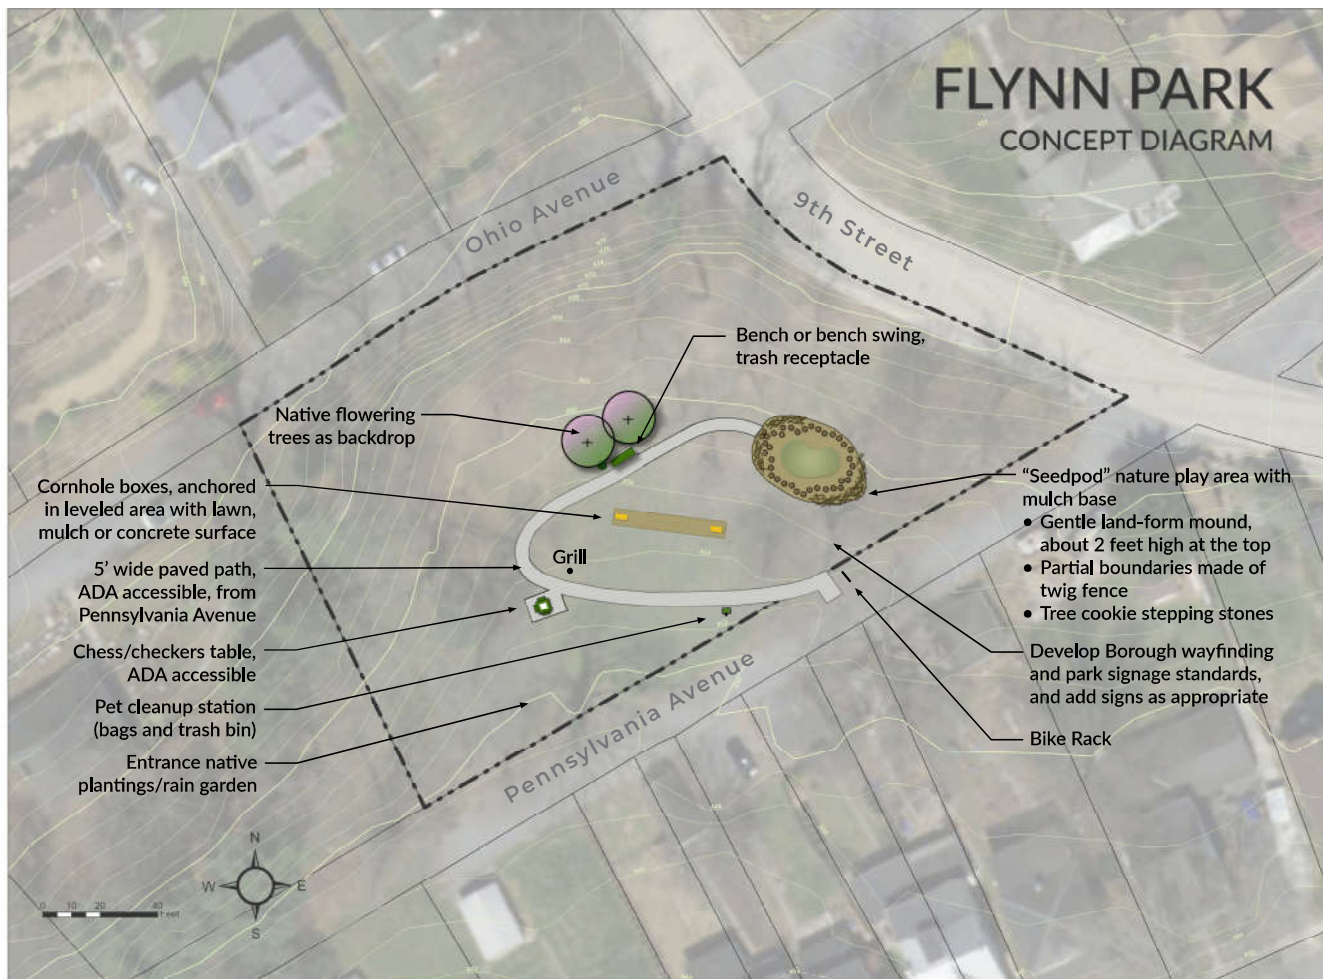 FLYNN PARK
CONCEPT DIAGRAM
Ohio Avenue
9th Street
Bench or bench swing,
trash receptacle
Native flowering
trees as backdrop
Cornhole boxes, anchored
in leveled area with lawn,
mulch or concrete surface
Grill
5' wide paved path,
ADA accessible, from
Pennsylvania Avenue
Chess/checkers table,
ADA accessible
Pet cleanup station
(bags and trash bin)
Entrance native
plantings/rain garden
“Seedpod” nature play area with
mulch base
• Gentle land-form mound,
about 2 feet high at the top
• Partial boundaries made of
twig fence
• Tree cookie stepping stones
Develop Borough wayfinding
and park signage standards,
and add signs as appropriate
Bike Rack
Pennsylvania Avenue
N
W E
S
0 10 20 40
Feet